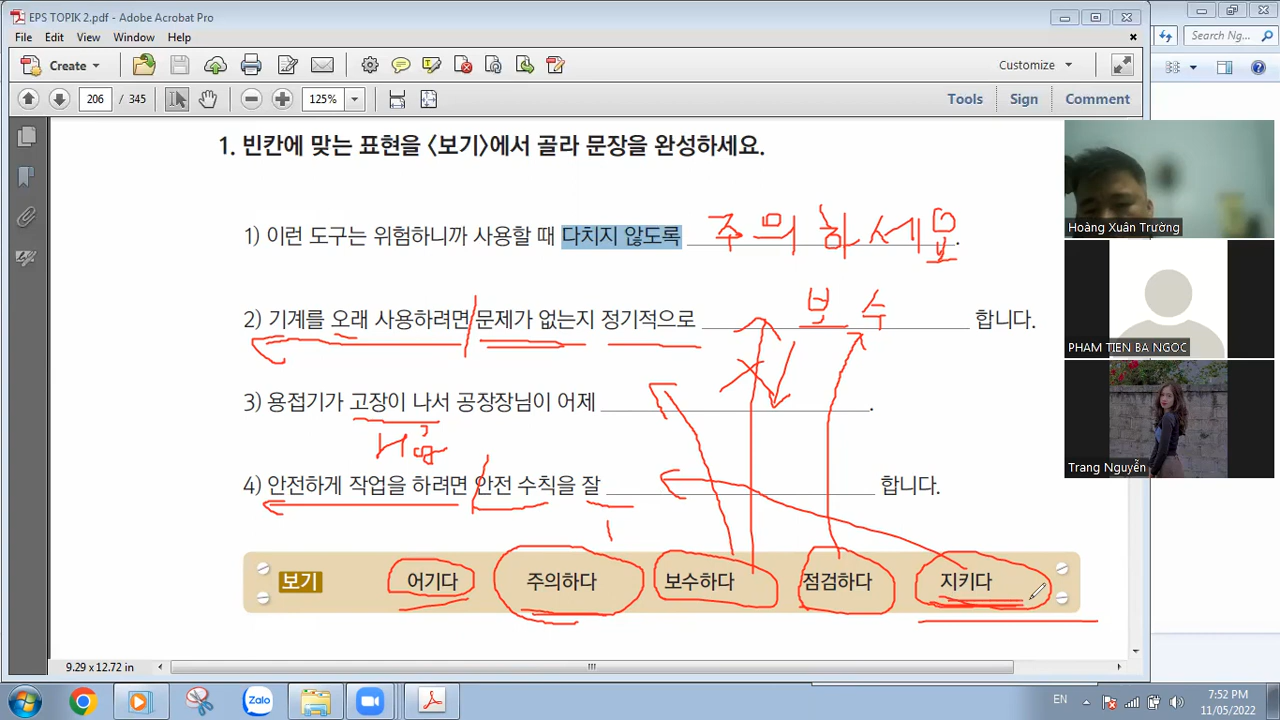 EPS TOPIK 2.pdf - Adobe Acrobat Pro
File Edit View Window Help
Search Ng...
Create
Customize
206 / 345
125%
Tools Sign Comment
1. 빈칸에 맞는 표현을 〈보기〉에서 골라 문장을 완성하세요.
1) 이런 도구는 위험하니까 사용할 때 다치지 않도록 주의하세요.
2) 기계를 오래 사용하려면 문제가 없는지 정기적으로 보수 합니다.
3) 용접기가 고장이 나서 공장장님이 어제 .
4) 안전하게 작업을 하려면 안전 수칙을 잘 합니다.
보기 어기다 주의하다 보수하다 점검하다 지키다
Hoàng Xuân Trường
PHAM TIEN BA NGOC
Trang Nguyễn
9.29 x 12.72 in
Zalo
EN
7:52 PM
11/05/2022